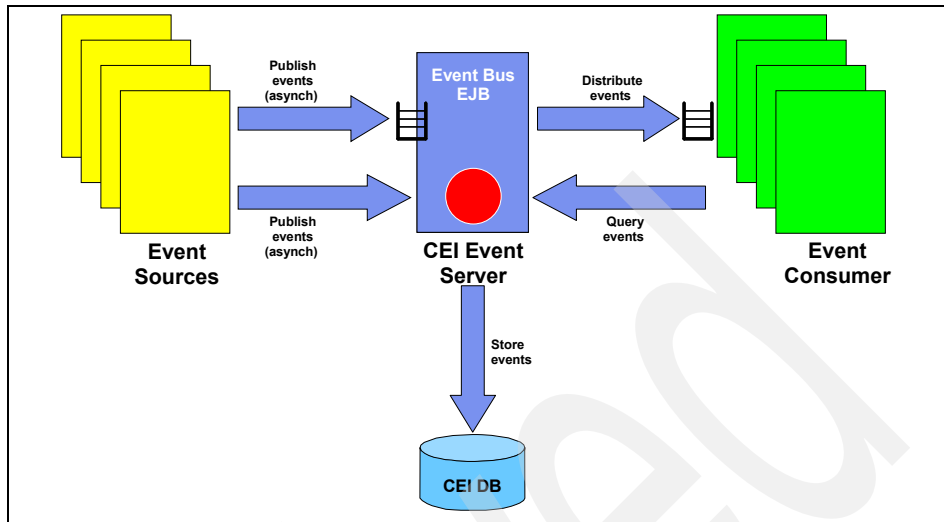 Publish
events
(asynch)
Event Bus
EJB
Distribute
events
Publish
events
(asynch)
Query
events
Event
Sources
CEI Event
Server
Event
Consumer
Store
events
CEI DB